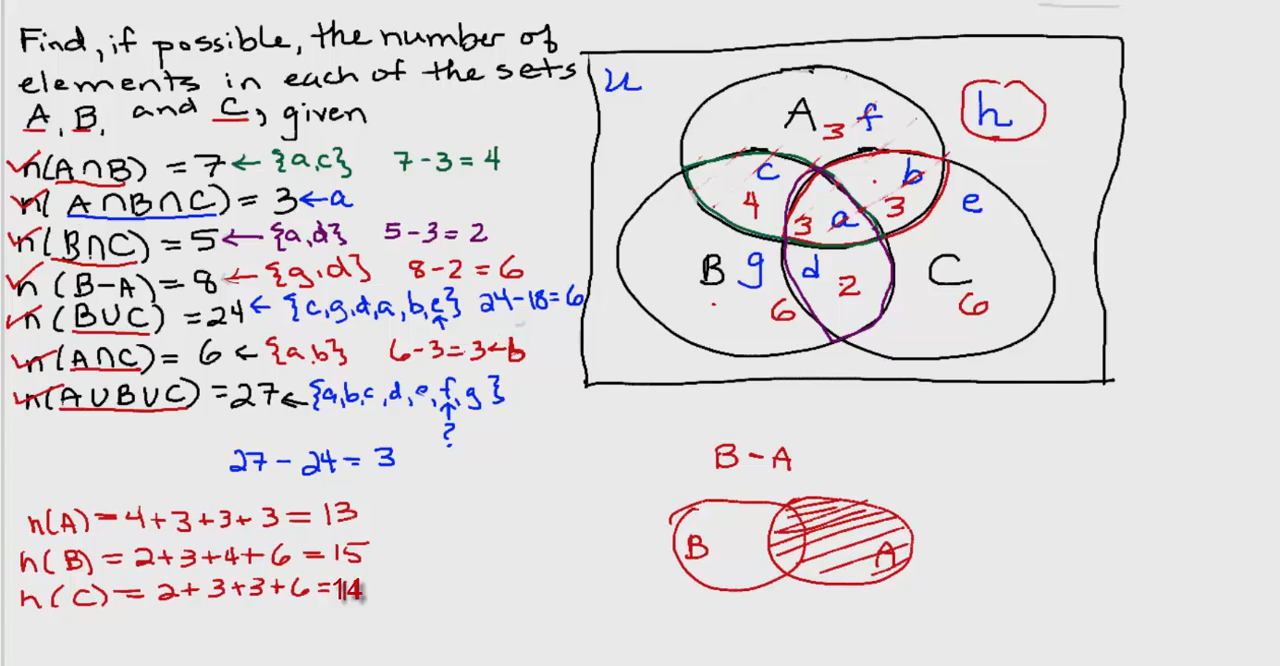 Find, if possible, the number of
elements in each of the sets
A, B, and C, given
n(A∩B) = 7 ← {a,c} 7-3=4
n(A∩B∩C) = 3 ← a
n(B∩C) = 5 ← {a,d} 5-3=2
n(B-A) = 8 ← {g,d} 8-2=6
n(B∪C) = 24 ← {c,g,d,a,b,e} 24-18=6
↑
n(A∩C) = 6 ← {a,b} 6-3=3←b
n(A∪B∪C) = 27 ← {a,b,c,d,e,f,g}
↑
?
27-24=3
n(A)=4+3+3+3=13
n(B)=2+3+4+6=15
n(C)=2+3+3+6=14
U
A 3 f
h
c
b
4
3 a
3
e
B g
d
2
C
6
6
B-A
B
A